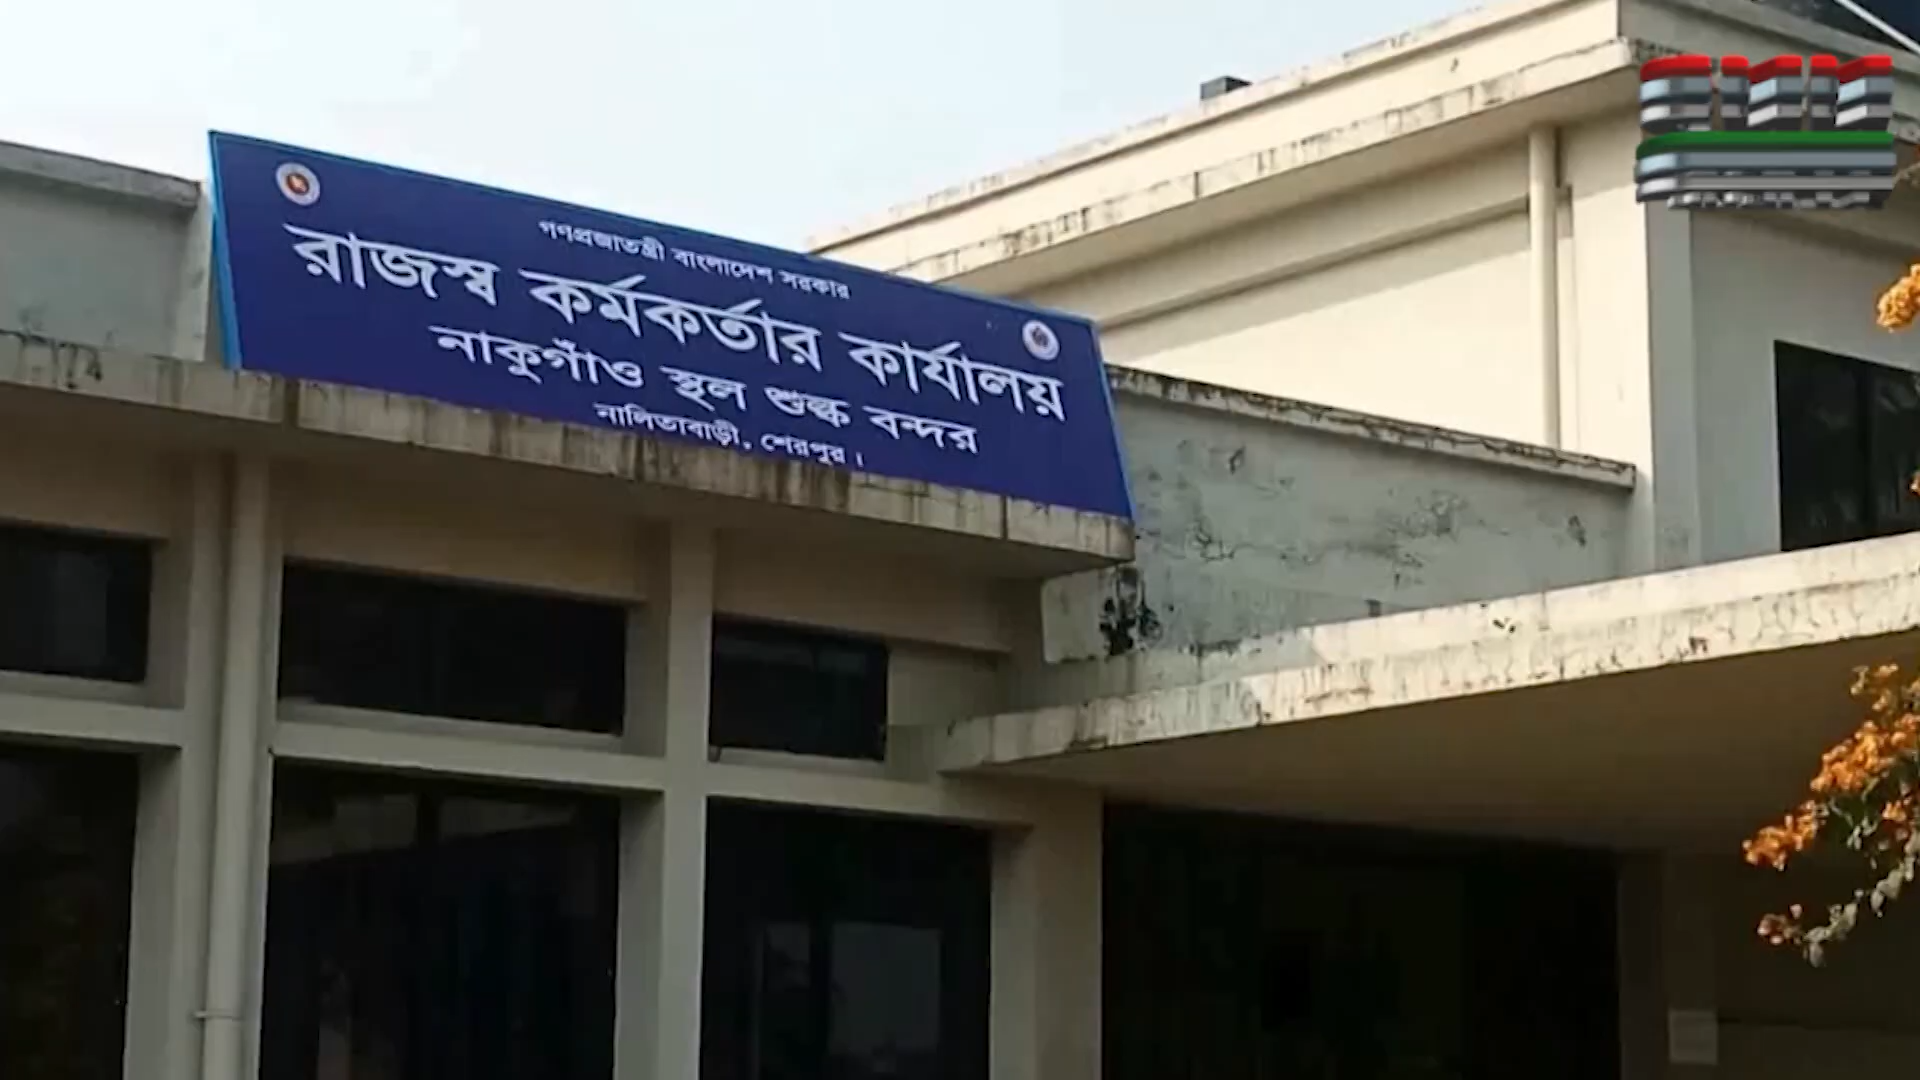 গণপ্রজাতন্ত্রী বাংলাদেশ সরকার
রাজস্ব কর্মকর্তার কার্যালয়
নাকুগাঁও স্থল শুল্ক বন্দর
নালিতাবাড়ী, শেরপুর।